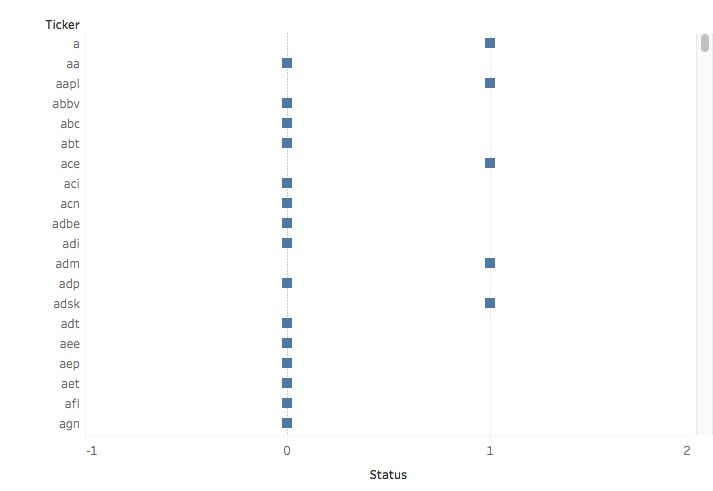 Ticker
a
aa
aapl
abbv
abc
abt
ace
aci
acn
adbe
adi
adm
adp
adsk
adt
aee
aep
aet
afl
agn
-1 0 1 2
Status